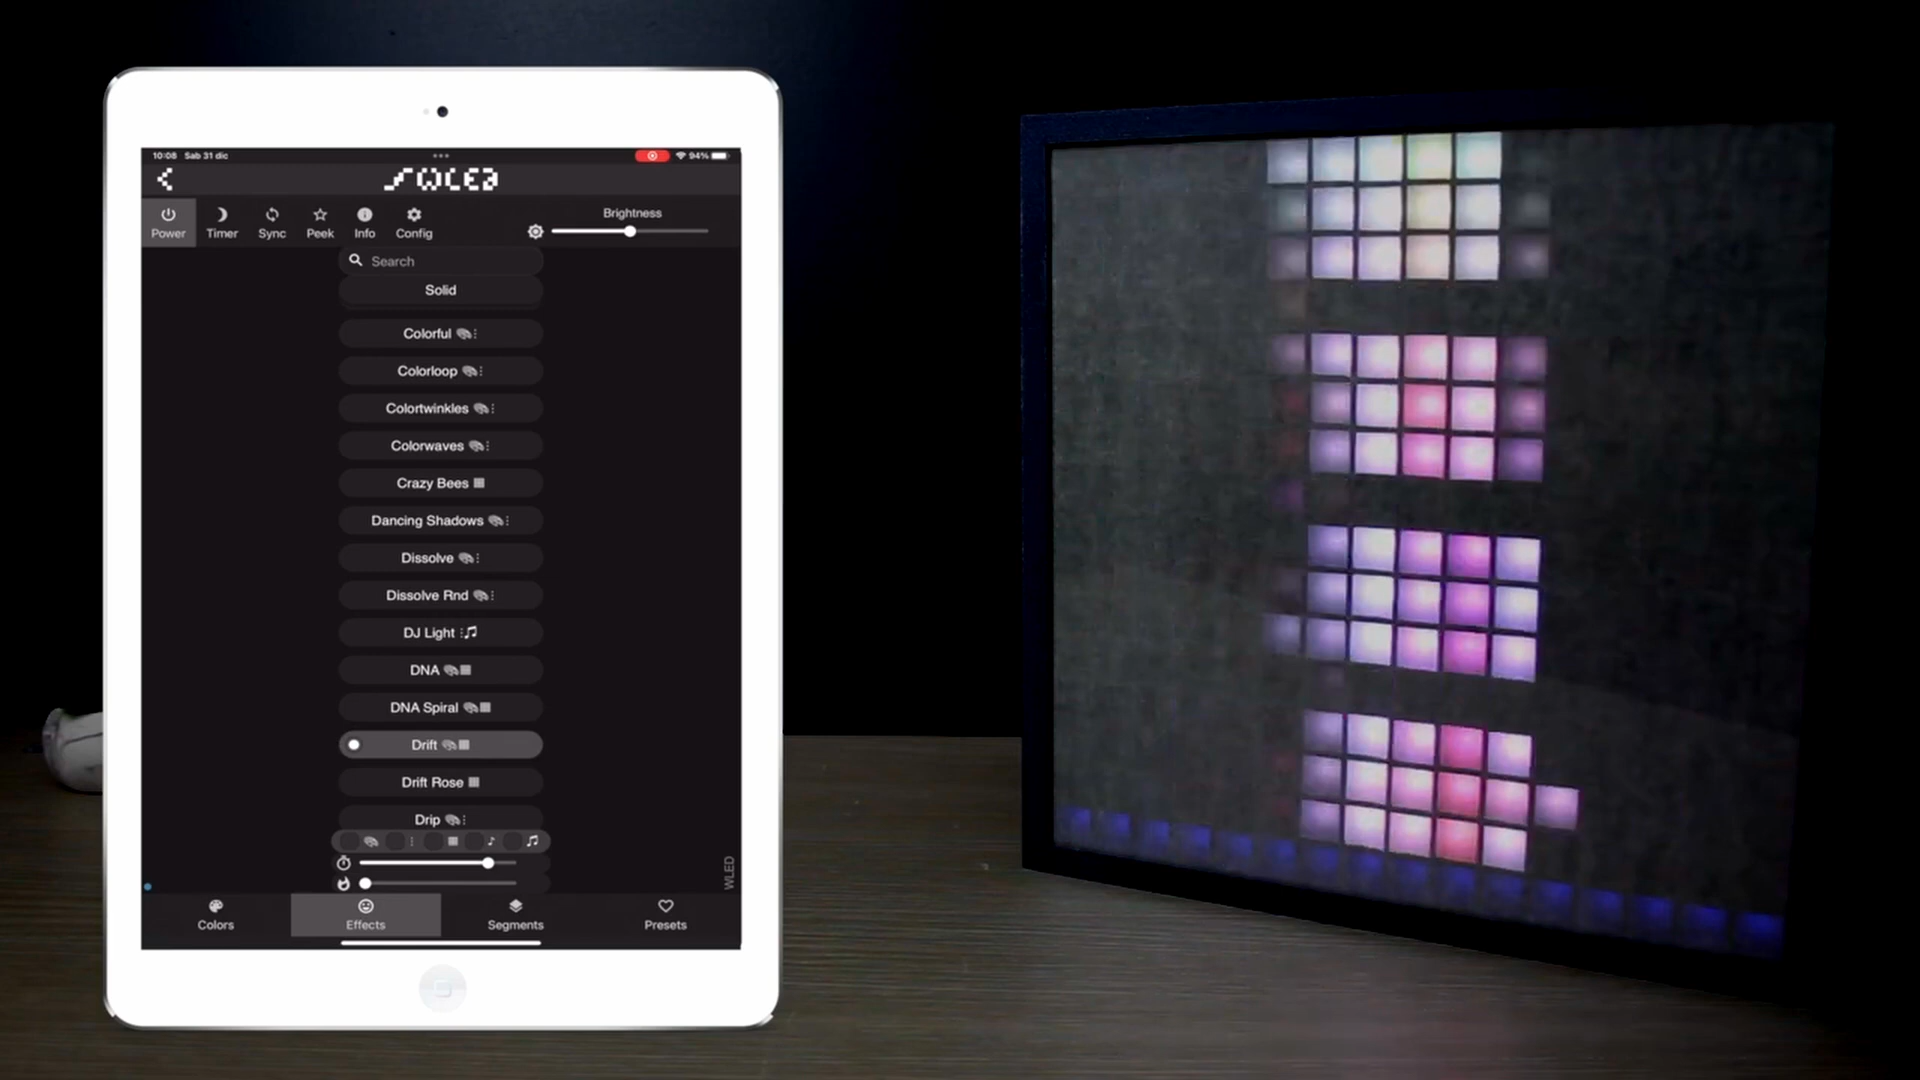 10:08 Sab 31 dic
94%
Power
Timer
Sync
Peek
Info
Config
Brightness
Search
Solid
Colorful
Colorloop
Colortwinkles
Colorwaves
Crazy Bees
Dancing Shadows
Dissolve
Dissolve Rnd
DJ Light
DNA
DNA Spiral
Drift
Drift Rose
Drip
WLED
Colors
Effects
Segments
Presets